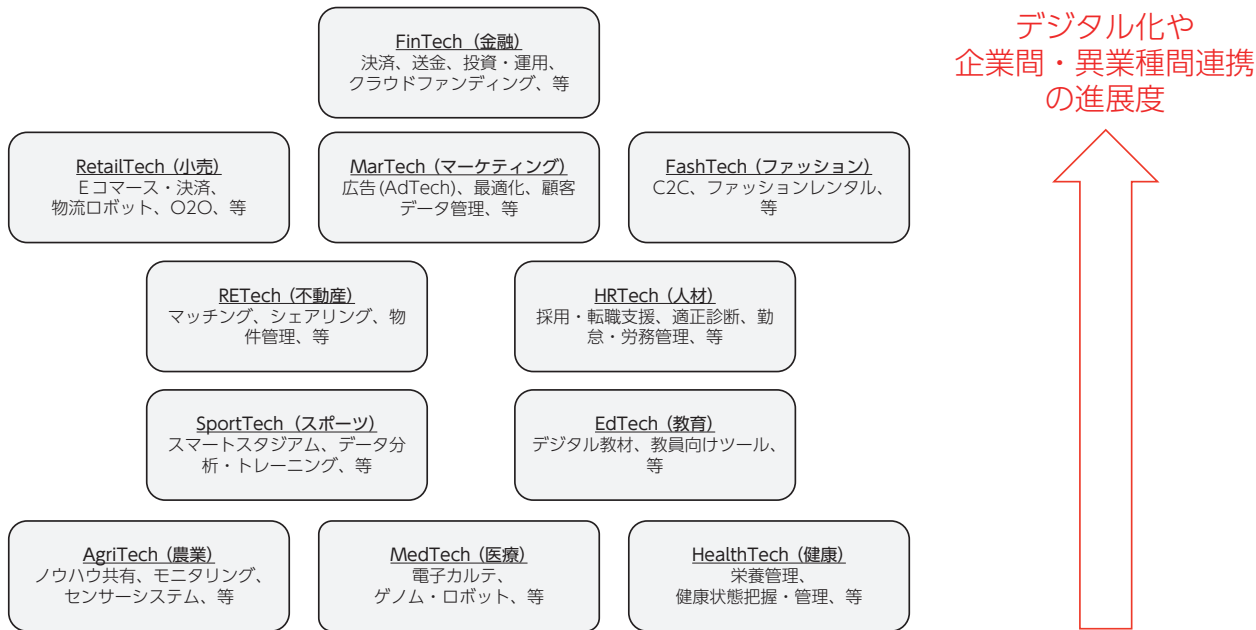 FinTech（金融）
決済、送金、投資・運用、
クラウドファンディング、等
デジタル化や
企業間・異業種間連携
の進展度
RetailTech（小売）
Eコマース・決済、
物流ロボット、O2O、等
MarTech（マーケティング）
広告(AdTech)、最適化、顧客
データ管理、等
FashTech（ファッション）
C2C、ファッションレンタル、
等
RETech（不動産）
マッチング、シェアリング、物
件管理、等
HRTech（人材）
採用・転職支援、適正診断、勤
怠・労務管理、等
SportTech（スポーツ）
スマートスタジアム、データ分
析・トレーニング、等
EdTech（教育）
デジタル教材、教員向けツール、
等
AgriTech（農業）
ノウハウ共有、モニタリング、
センサーシステム、等
MedTech（医療）
電子カルテ、
ゲノム・ロボット、等
HealthTech（健康）
栄養管理、
健康状態把握・管理、等